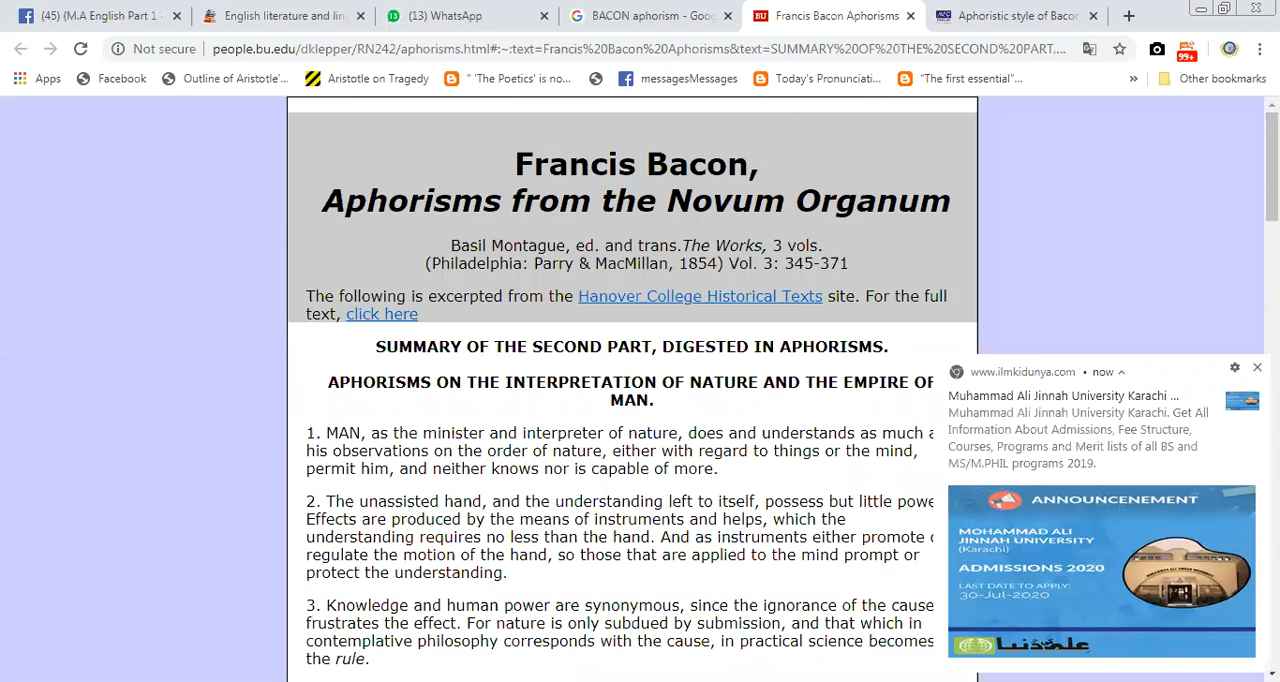 (45) (M.A English Part 1
English literature and lin
(13) WhatsApp
BACON aphorism - Goog
Francis Bacon Aphorisms
Aphoristic style of Bacon
Not secure
people.bu.edu/dklepper/RN242/aphorisms.html#:~:text=Francis%20Bacon%20Aphorisms&text=SUMMARY%20OF%20THE%20SECOND%20PART,...
99+
Apps
Facebook
Outline of Aristotle'...
Aristotle on Tragedy
" 'The Poetics' is no...
messagesMessages
Today's Pronunciati...
"The first essential"...
»
Other bookmarks
Francis Bacon,
Aphorisms from the Novum Organum
Basil Montague, ed. and trans.The Works, 3 vols.
(Philadelphia: Parry & MacMillan, 1854) Vol. 3: 345-371
The following is excerpted from the Hanover College Historical Texts site. For the full
text, click here
SUMMARY OF THE SECOND PART, DIGESTED IN APHORISMS.
APHORISMS ON THE INTERPRETATION OF NATURE AND THE EMPIRE OF
MAN.
1. MAN, as the minister and interpreter of nature, does and understands as much a
his observations on the order of nature, either with regard to things or the mind,
permit him, and neither knows nor is capable of more.
2. The unassisted hand, and the understanding left to itself, possess but little powe
Effects are produced by the means of instruments and helps, which the
understanding requires no less than the hand. And as instruments either promote o
regulate the motion of the hand, so those that are applied to the mind prompt or
protect the understanding.
3. Knowledge and human power are synonymous, since the ignorance of the cause
frustrates the effect. For nature is only subdued by submission, and that which in
contemplative philosophy corresponds with the cause, in practical science becomes
the rule.
www.ilmkidunya.com • now
Muhammad Ali Jinnah University Karachi ...
Muhammad Ali Jinnah University Karachi. Get All
Information About Admissions, Fee Structure,
Courses, Programs and Merit lists of all BS and
MS/M.PHIL programs 2019.
ANNOUNCENEMENT
MOHAMMAD ALI
JINNAH UNIVERSITY
(Karachi)
ADMISSIONS 2020
LAST DATE TO APPLY:
30-Jul-2020